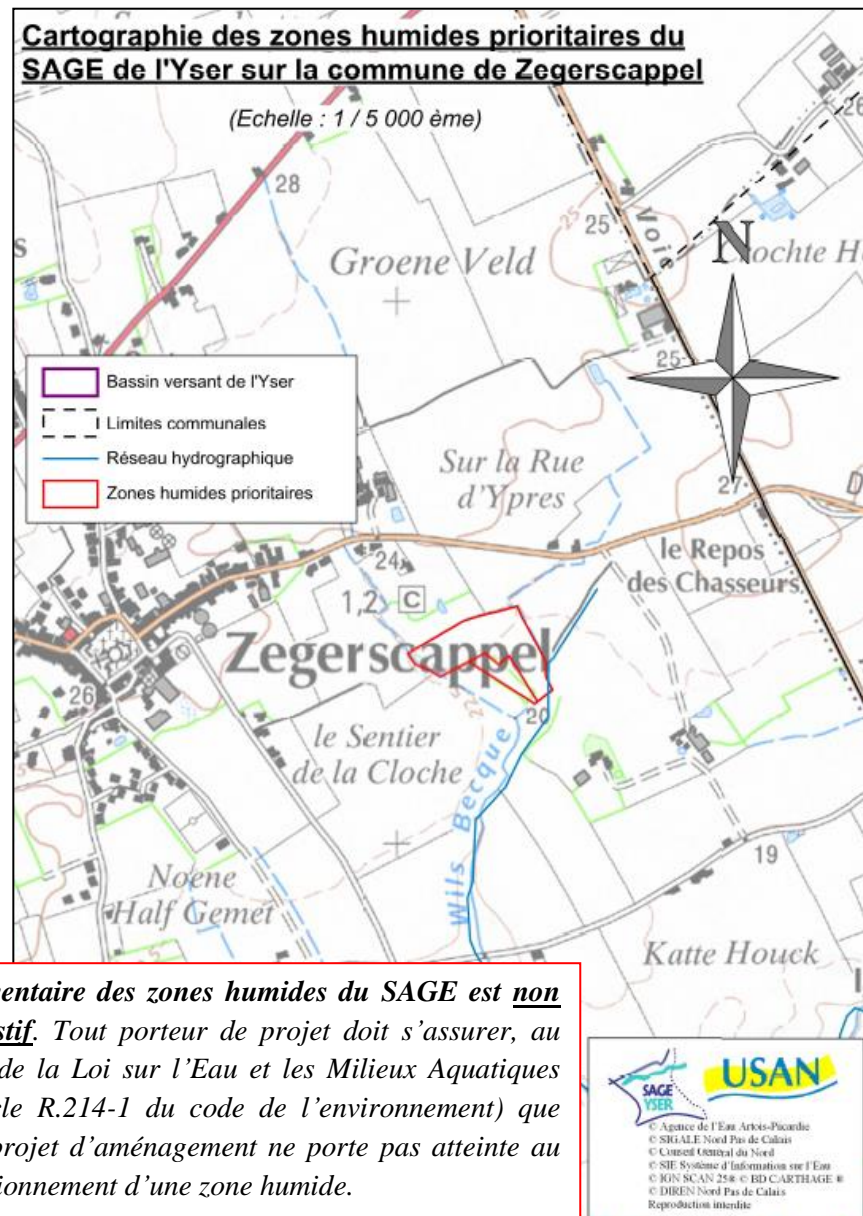 Cartographie des zones humides prioritaires du
SAGE de l'Yser sur la commune de Zegerscappel
(Echelle : 1 / 5 000 ème)
26
28
25
25
Voie
N
Clochte H
s
Groene Veld
25
Bassin versant de l'Yser
Limites communales
Réseau hydrographique
Zones humides prioritaires
Sur la Rue
d'Ypres
27
D
24
le Repos
des Chasseurs
1,2 C
Zegerscappel
26
22
20
le Sentier
de la Cloche
Wils Becque
19
Noene
Half Gemet
Katte Houck
entaire des zones humides du SAGE est non
stif. Tout porteur de projet doit s’assurer, au
de la Loi sur l’Eau et les Milieux Aquatiques
cle R.214-1 du code de l’environnement) que
projet d’aménagement ne porte pas atteinte au
ionnement d’une zone humide.
SAGE
YSER
USAN
© Agence de l'Eau Artois-Picardie
© SIGALE Nord Pas de Calais
© Conseil Général du Nord
© SIE Système d'Information sur l'Eau
© IGN SCAN 25® © BD CARTHAGE ®
© DIREN Nord Pas de Calais
Reproduction interdite